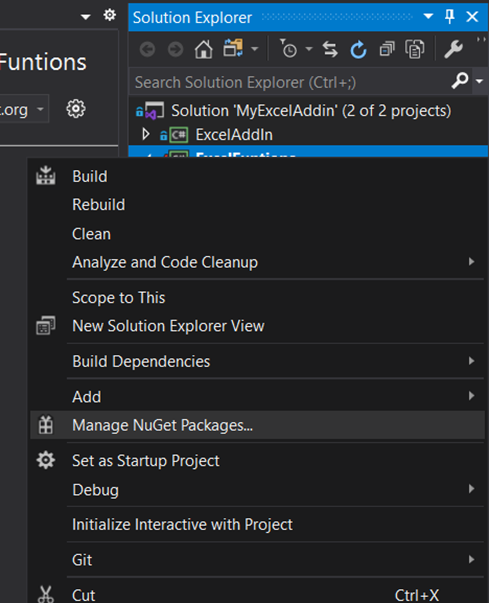 Solution Explorer
Funtions
t.org
Search Solution Explorer (Ctrl+;)
Solution 'MyExcelAddin' (2 of 2 projects)
C# ExcelAddIn
C# ExcelFuntions
Build
Rebuild
Clean
Analyze and Code Cleanup
Scope to This
New Solution Explorer View
Build Dependencies
Add
Manage NuGet Packages...
Set as Startup Project
Debug
Initialize Interactive with Project
Git
Cut Ctrl+X